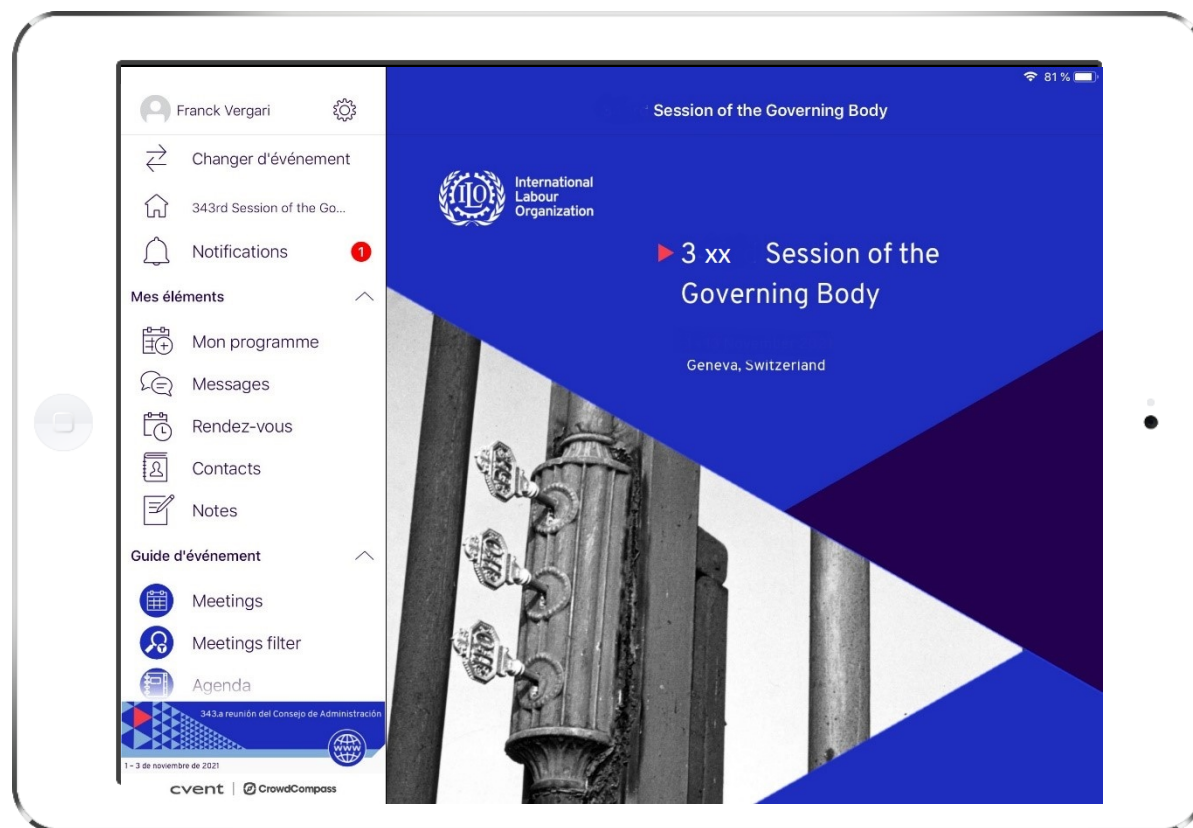 81 %
Franck Vergari
Session of the Governing Body
Changer d'événement
343rd Session of the Go...
Notifications
1
Mes éléments
Mon programme
Messages
Rendez-vous
Contacts
Notes
Guide d'événement
Meetings
Meetings filter
Agenda
343.a reunión del Consejo de Administración
www
1 – 3 de noviembre de 2021
cvent | CrowdCompass
ILO
International
Labour
Organization
3 xx Session of the
Governing Body
Geneva, Switzerland